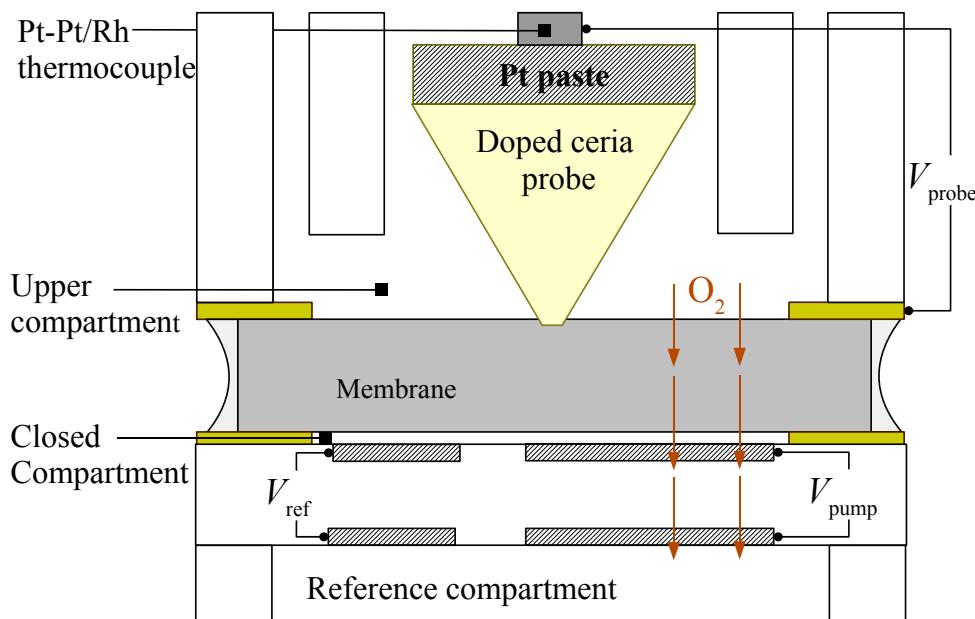 Pt-Pt/Rh
thermocouple
Pt paste
Doped ceria
probe
V probe
Upper
compartment
O2
Membrane
Closed
Compartment
V ref
V pump
Reference compartment